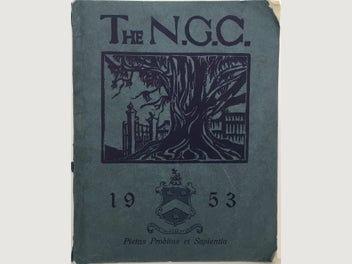 THE N.G.C.
19 53
Pietas Probitas et Sapientia